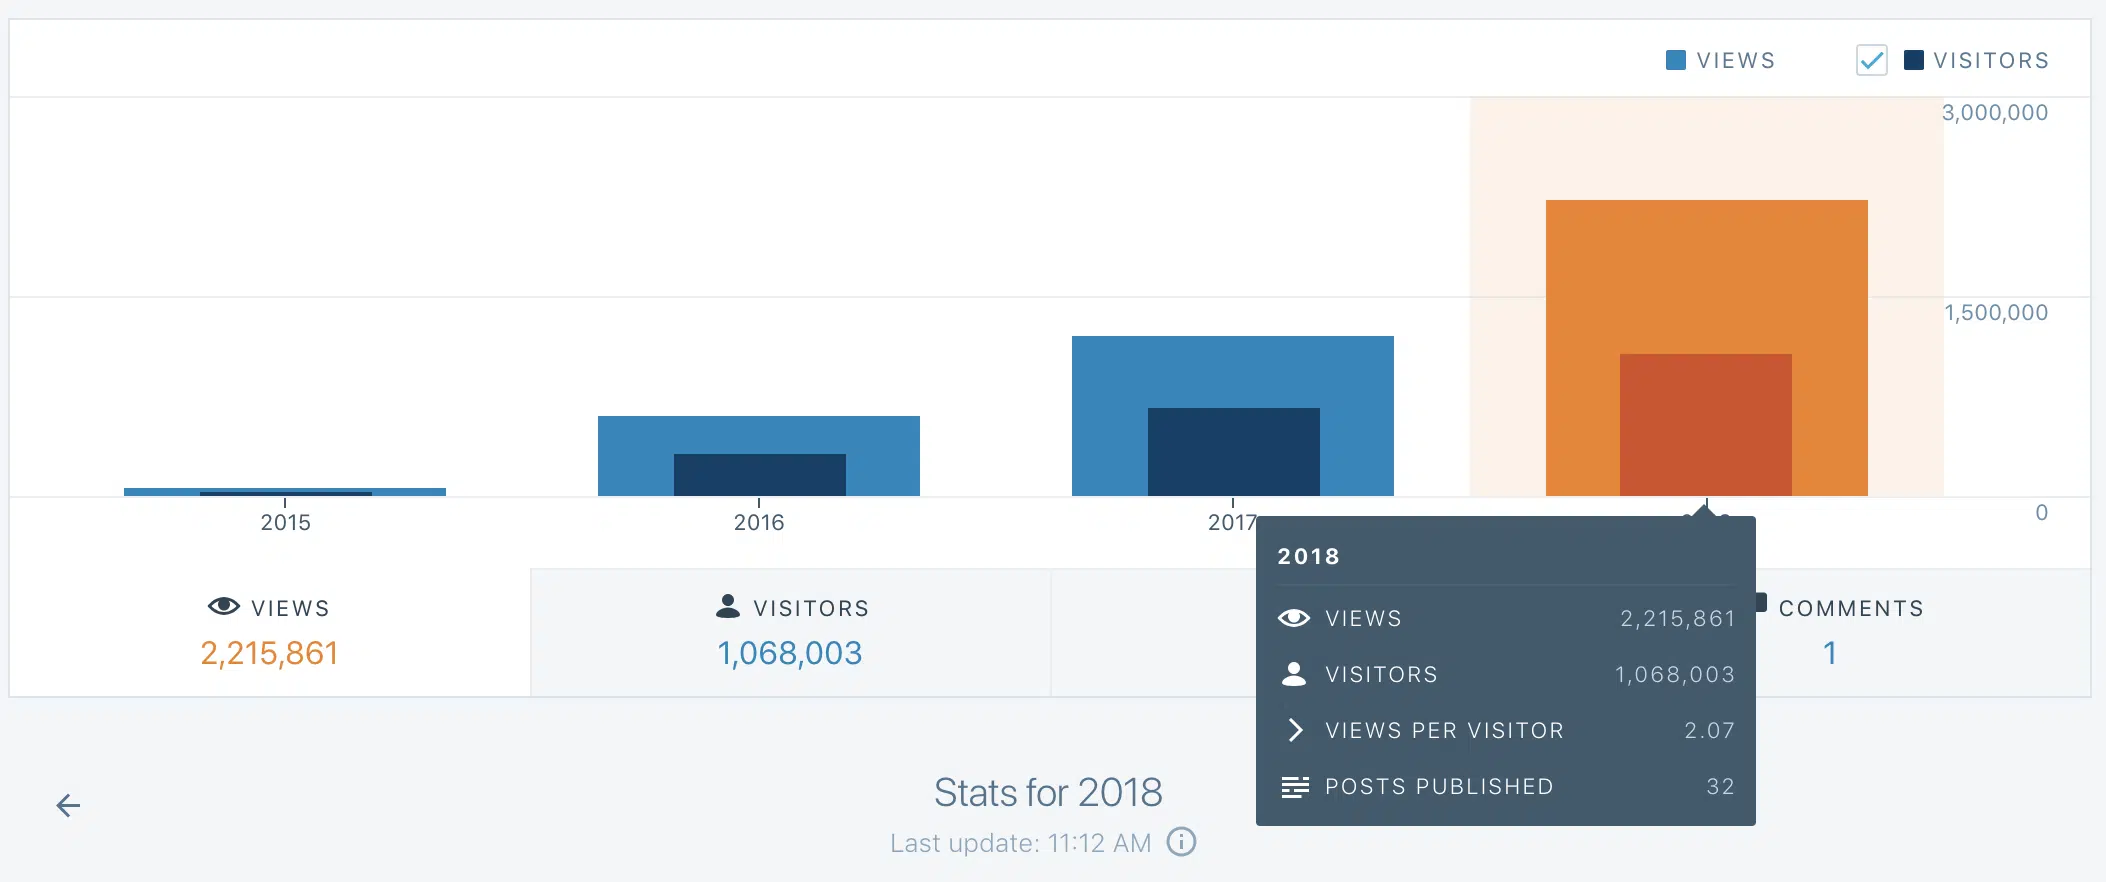 VIEWS
VISITORS
3,000,000
1,500,000
0
2015
2016
2017
VIEWS
2,215,861
VISITORS
1,068,003
COMMENTS
1
2018
VIEWS 2,215,861
VISITORS 1,068,003
VIEWS PER VISITOR 2.07
POSTS PUBLISHED 32
Stats for 2018
Last update: 11:12 AM